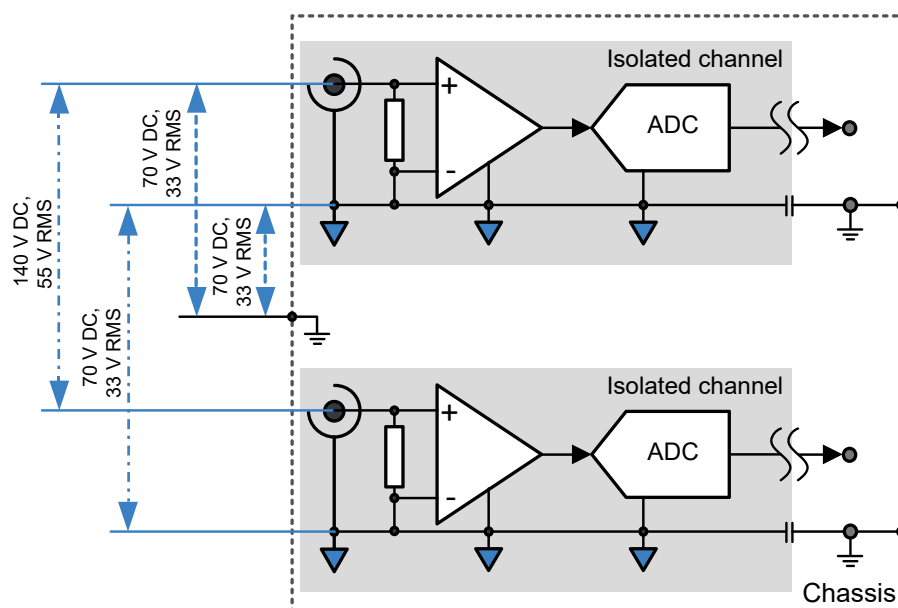 Isolated channel
+
-
ADC
70 V DC,
33 V RMS
70 V DC,
33 V RMS
140 V DC,
55 V RMS
70 V DC,
33 V RMS
Isolated channel
+
-
ADC
Chassis